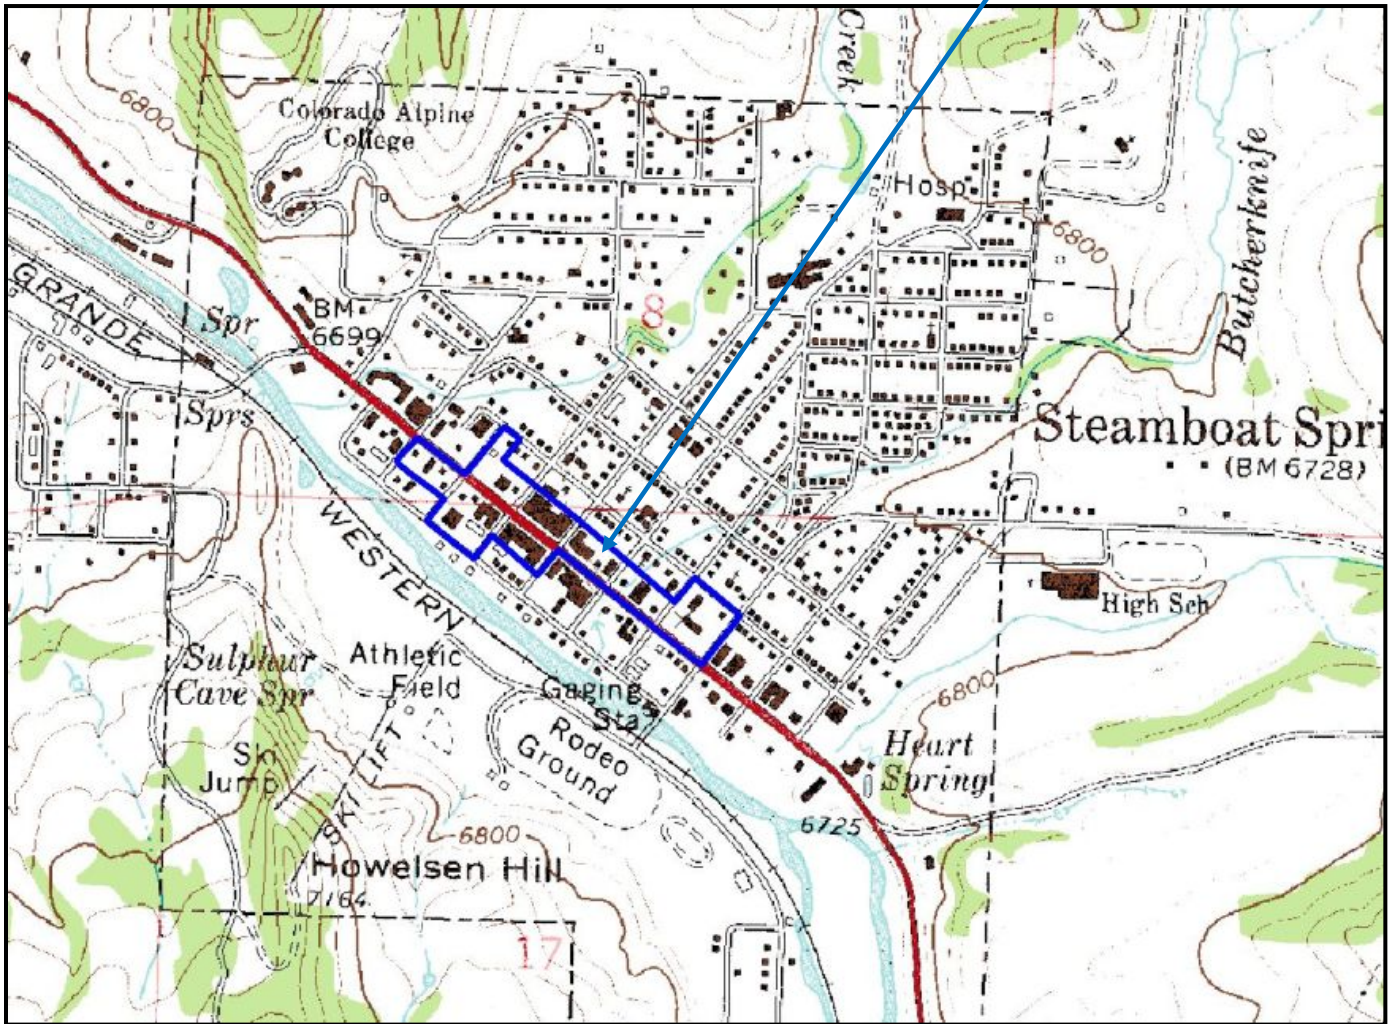 Creek
6800
Colorado Alpine
College
Hosp
Butcherknife
6800
GRANDE
Spr
BM
6699
8
Sprs
Steamboat Spri
(BM 6728)
WESTERN
High Sch
Sulphur
Cave Spr
Athletic
Field
Gaging
Sta
6800
Rodeo
Ground
Heart
Spring
Ski
Jump
SKI LIFT
6800
6725
Howelsen Hill
7164
17